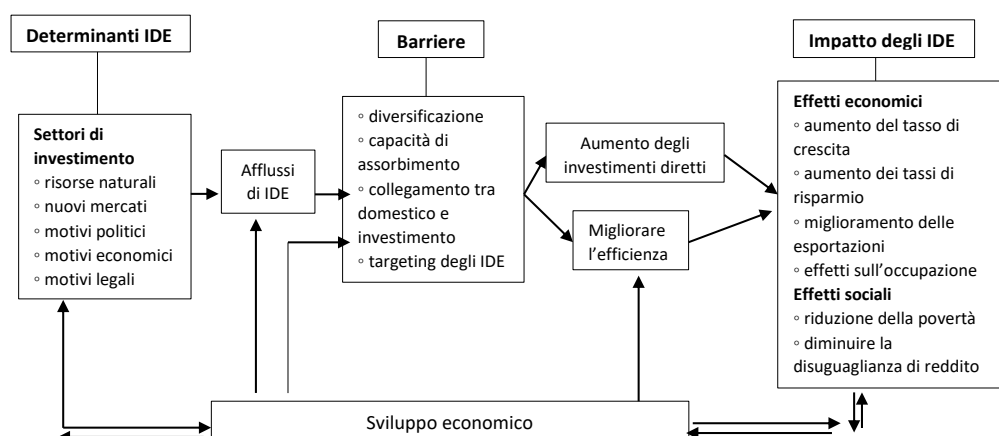 Determinanti IDE
Barriere
Impatto degli IDE
Settori di
investimento
◦ risorse naturali
◦ nuovi mercati
◦ motivi politici
◦ motivi economici
◦ motivi legali
Afflussi
di IDE
◦ diversificazione
◦ capacità di
assorbimento
◦ collegamento tra
domestico e
investimento
◦ targeting degli IDE
Aumento degli
investimenti diretti
Migliorare
l’efficienza
Effetti economici
◦ aumento del tasso di
crescita
◦ aumento dei tassi di
risparmio
◦ miglioramento delle
esportazioni
◦ effetti sull’occupazione
Effetti sociali
◦ riduzione della povertà
◦ diminuire la
disuguaglianza di reddito
Sviluppo economico